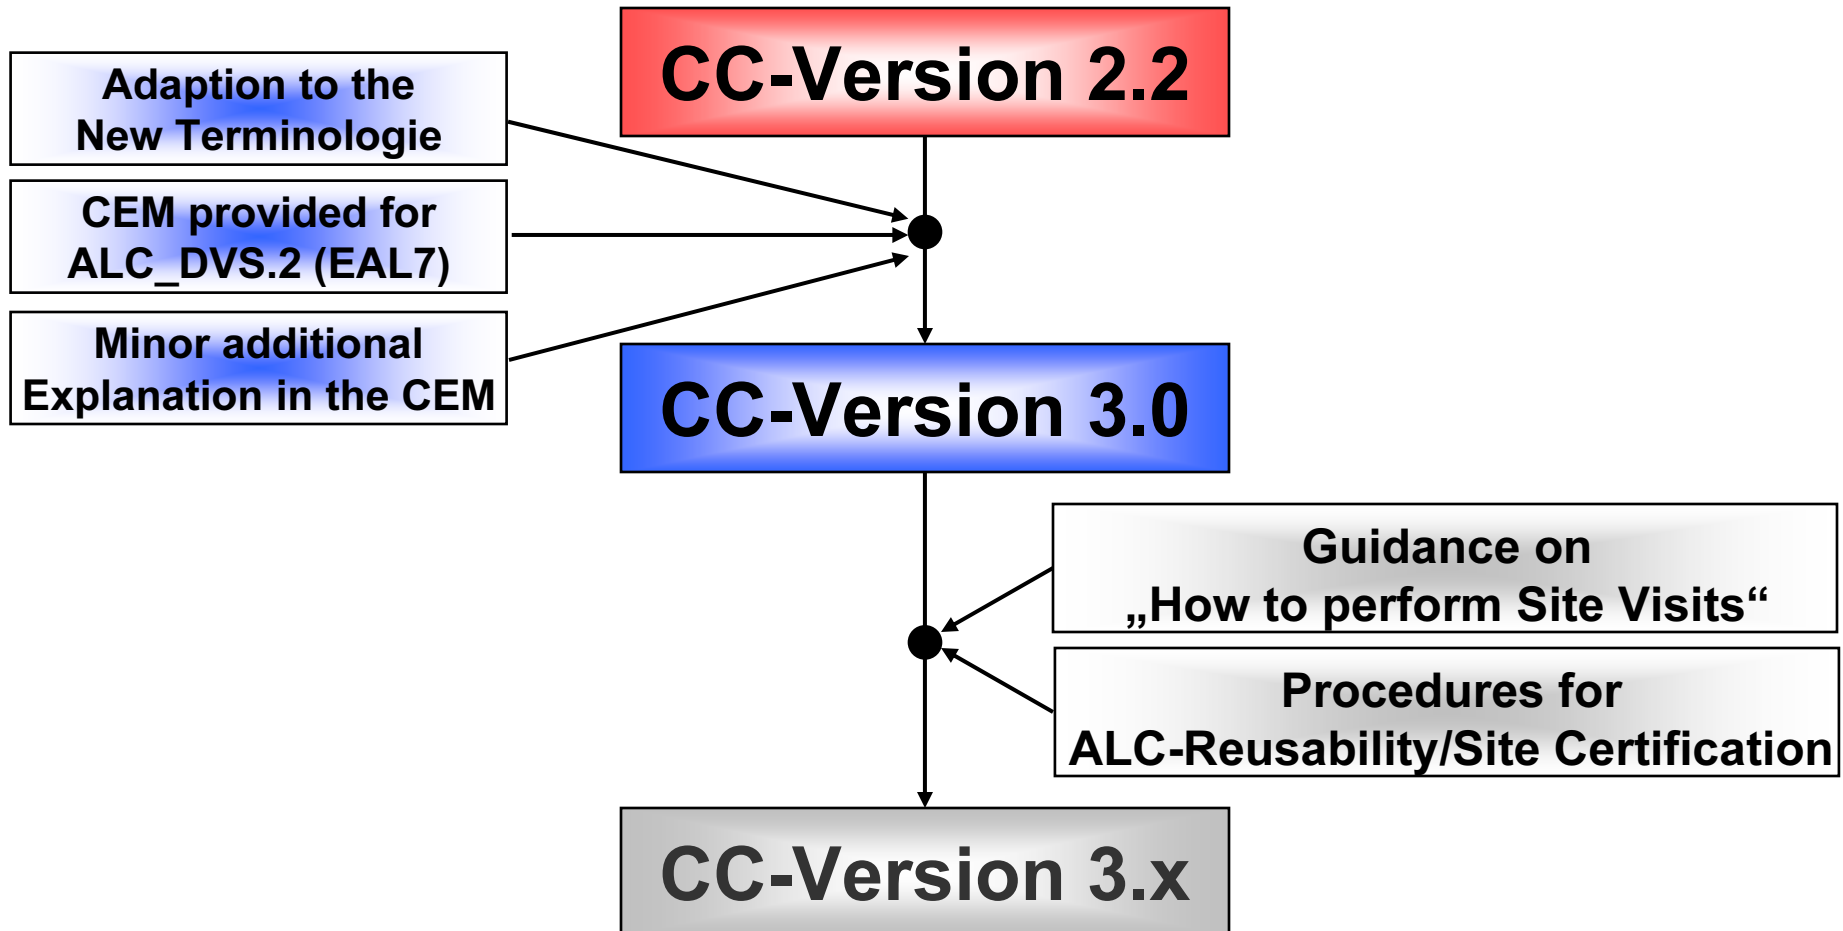 CC-Version 2.2
Adaption to the
New Terminologie
CEM provided for
ALC_DVS.2 (EAL7)
Minor additional
Explanation in the CEM
CC-Version 3.0
Guidance on
„How to perform Site Visits“
Procedures for
ALC-Reusability/Site Certification
CC-Version 3.x